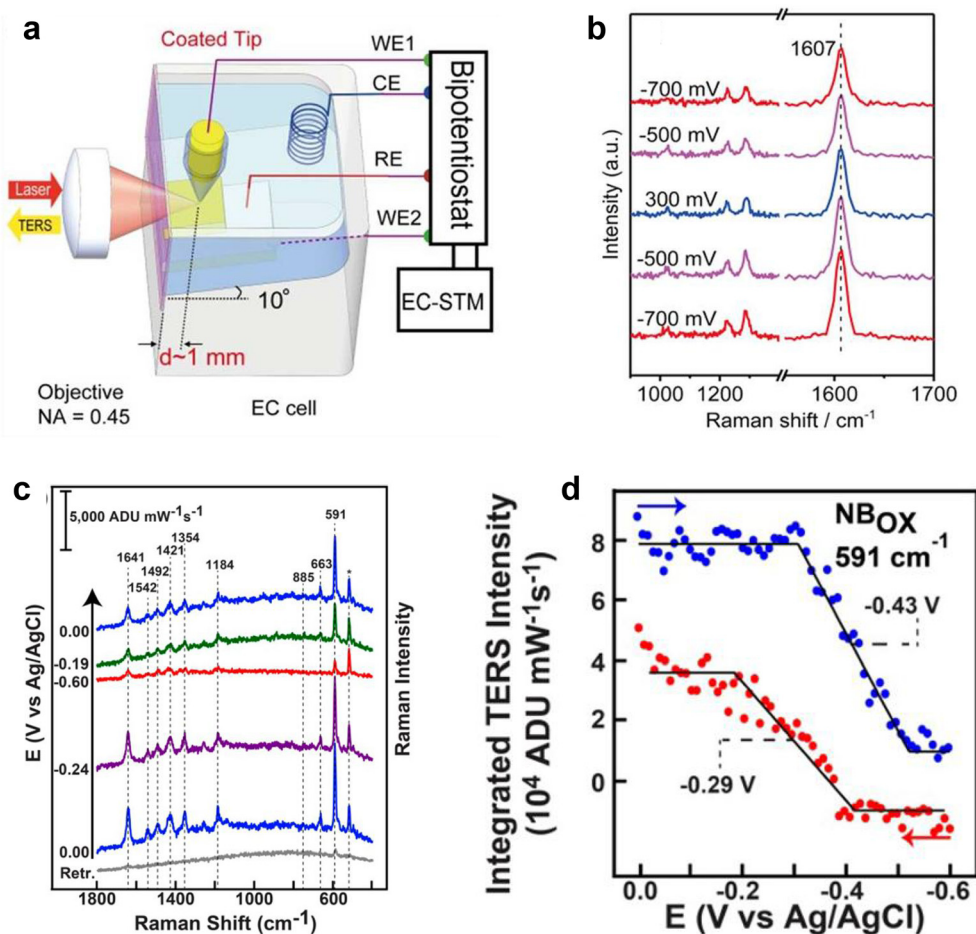 a
Coated Tip
WE1
CE
RE
WE2
Bipotentiostat
EC-STM
Laser
TERS
10°
d~1 mm
Objective
NA = 0.45
EC cell
b
1607
-700 mV
-500 mV
300 mV
-500 mV
-700 mV
Intensity (a.u.)
1000 1200 1600 1700
Raman shift / cm⁻¹
c
5,000 ADU mW⁻¹s⁻¹
1641
1542
1492
1421
1354
1184
885
663
591
*
0.00
-0.19
-0.60
-0.24
0.00
Retr.
E (V vs Ag/AgCl)
Raman Intensity
1800 1400 1000 600
Raman Shift (cm⁻¹)
d
NBOX
591 cm⁻¹
-0.43 V
-0.29 V
8
6
4
2
0
Integrated TERS Intensity
(10⁴ ADU mW⁻¹s⁻¹)
0.0 -0.2 -0.4 -0.6
E (V vs Ag/AgCl)